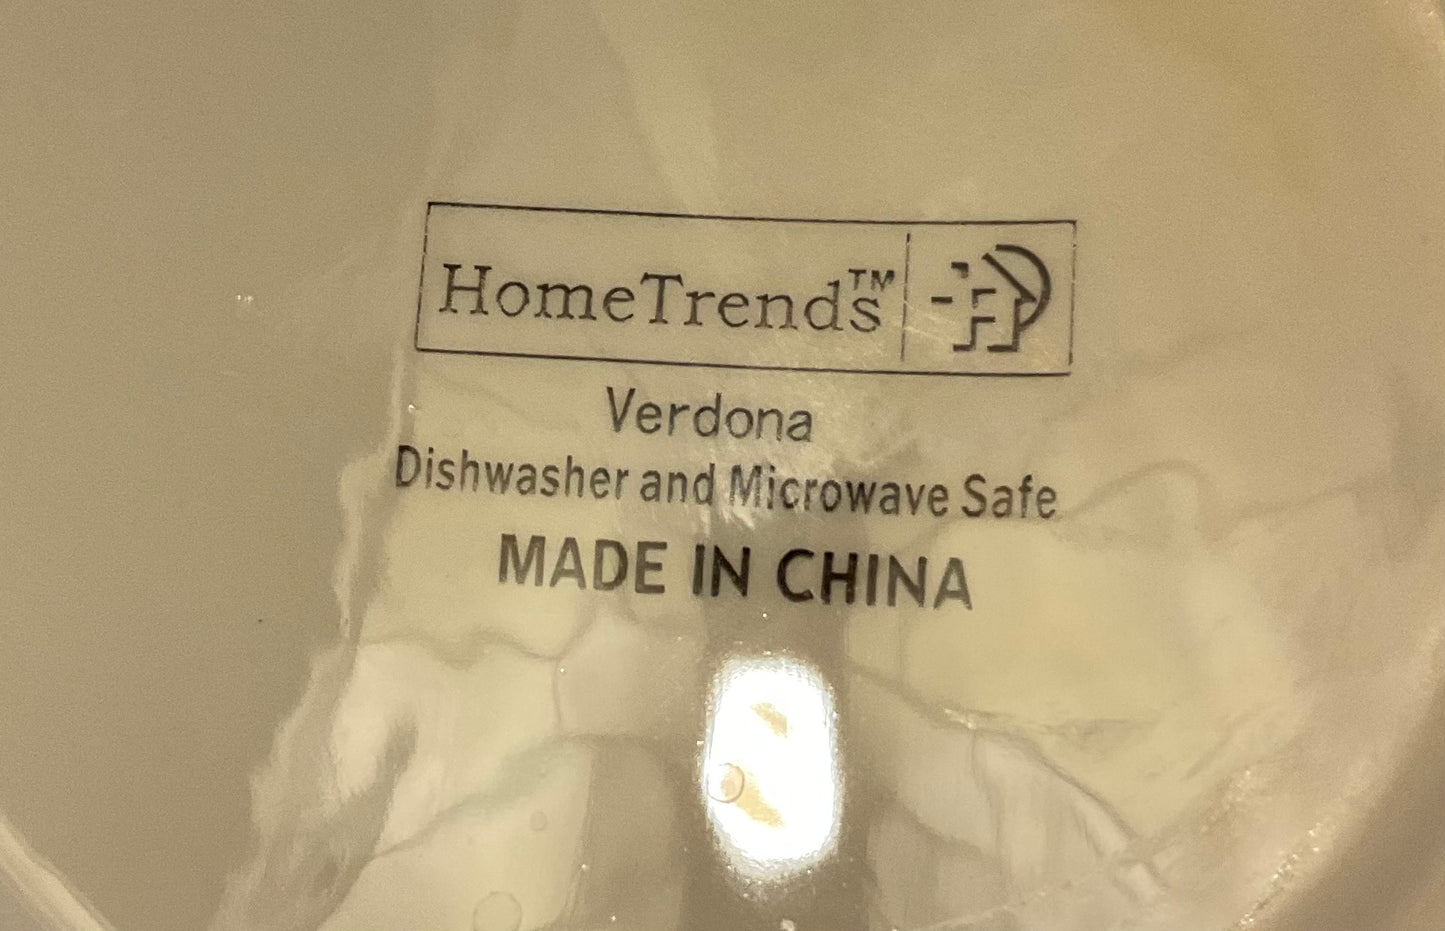 HomeTrends™
Verdona
Dishwasher and Microwave Safe
MADE IN CHINA